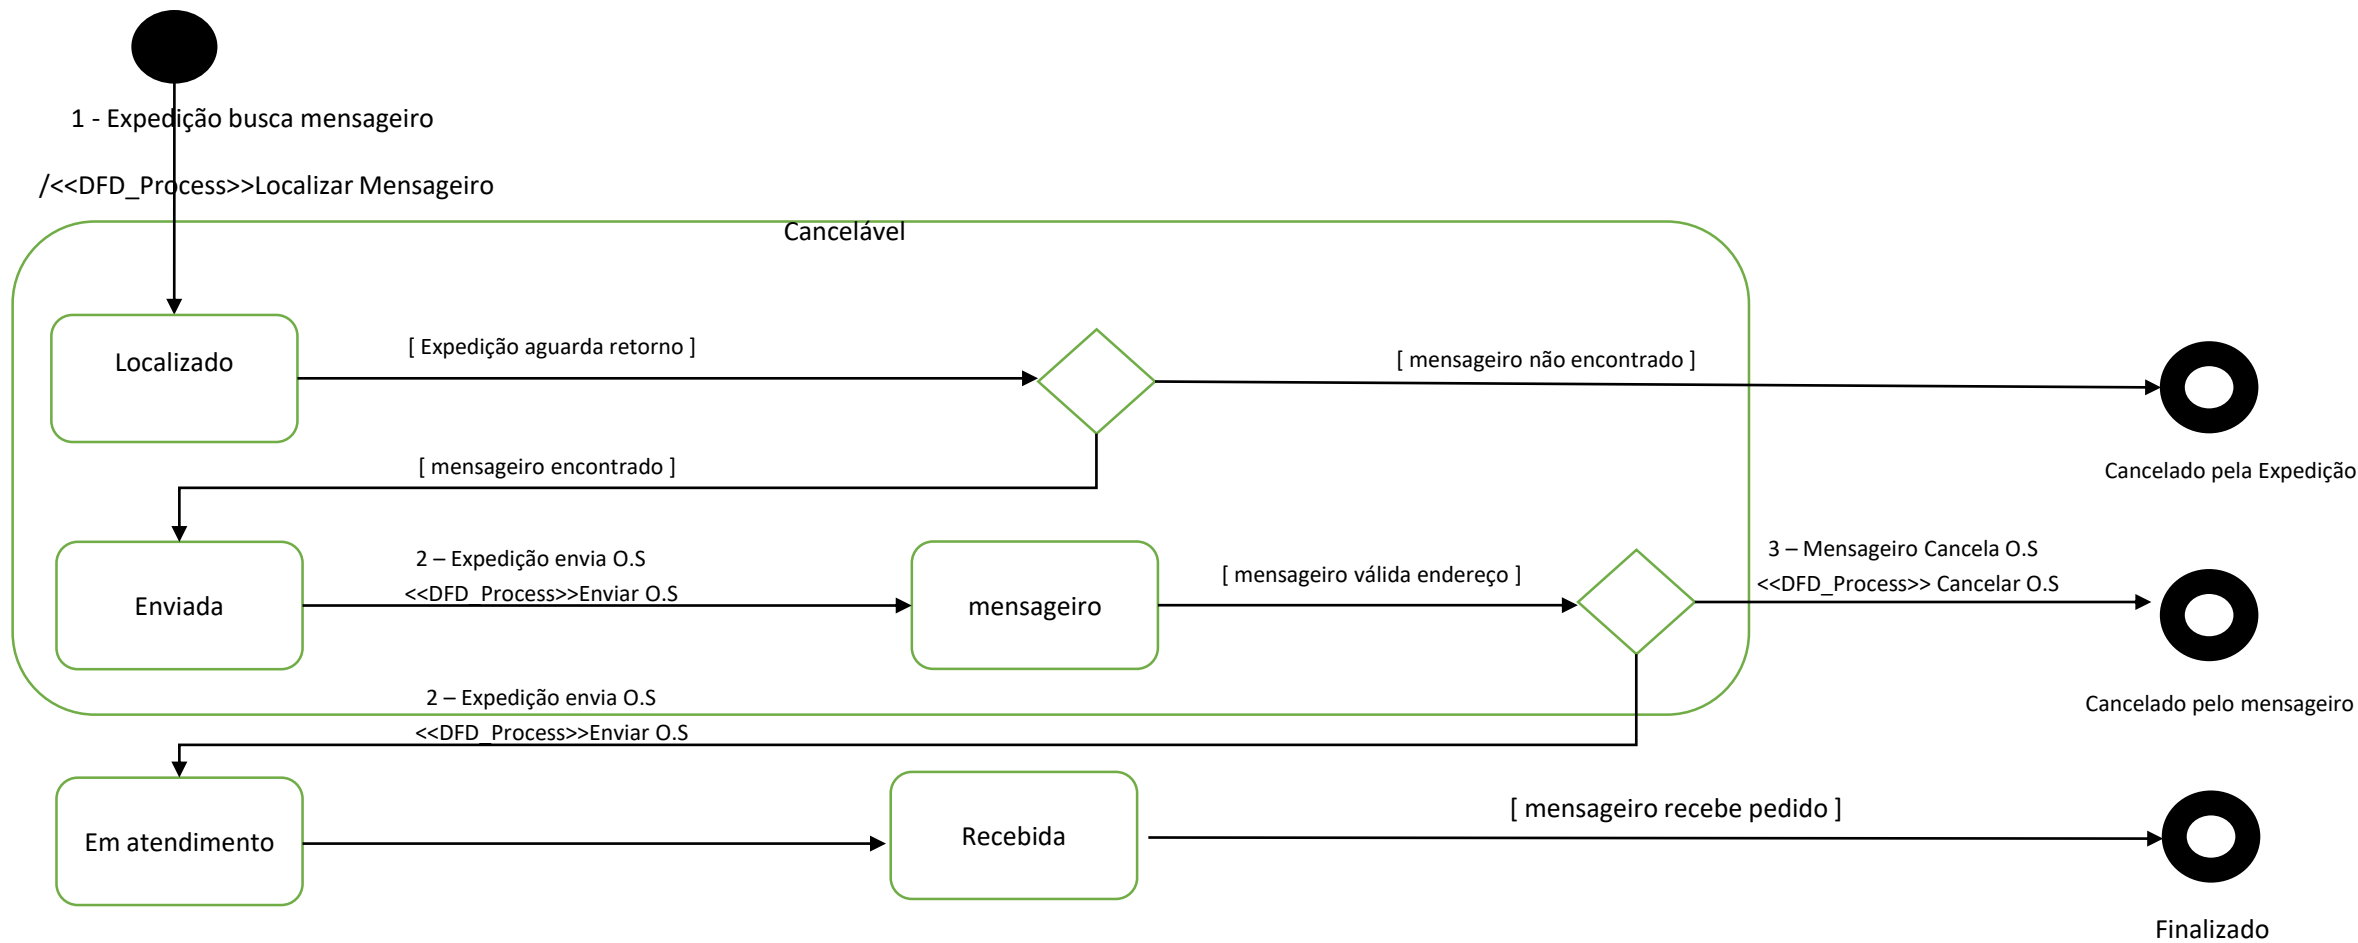 1 - Expedição busca mensageiro
/<<DFD_Process>>Localizar Mensageiro
Cancelável
Localizado
[ Expedição aguarda retorno ]
[ mensageiro não encontrado ]
Cancelado pela Expedição
[ mensageiro encontrado ]
Enviada
2 – Expedição envia O.S
<<DFD_Process>>Enviar O.S
mensageiro
[ mensageiro válida endereço ]
3 – Mensageiro Cancela O.S
<<DFD_Process>> Cancelar O.S
Cancelado pelo mensageiro
2 – Expedição envia O.S
<<DFD_Process>>Enviar O.S
Em atendimento
Recebida
[ mensageiro recebe pedido ]
Finalizado